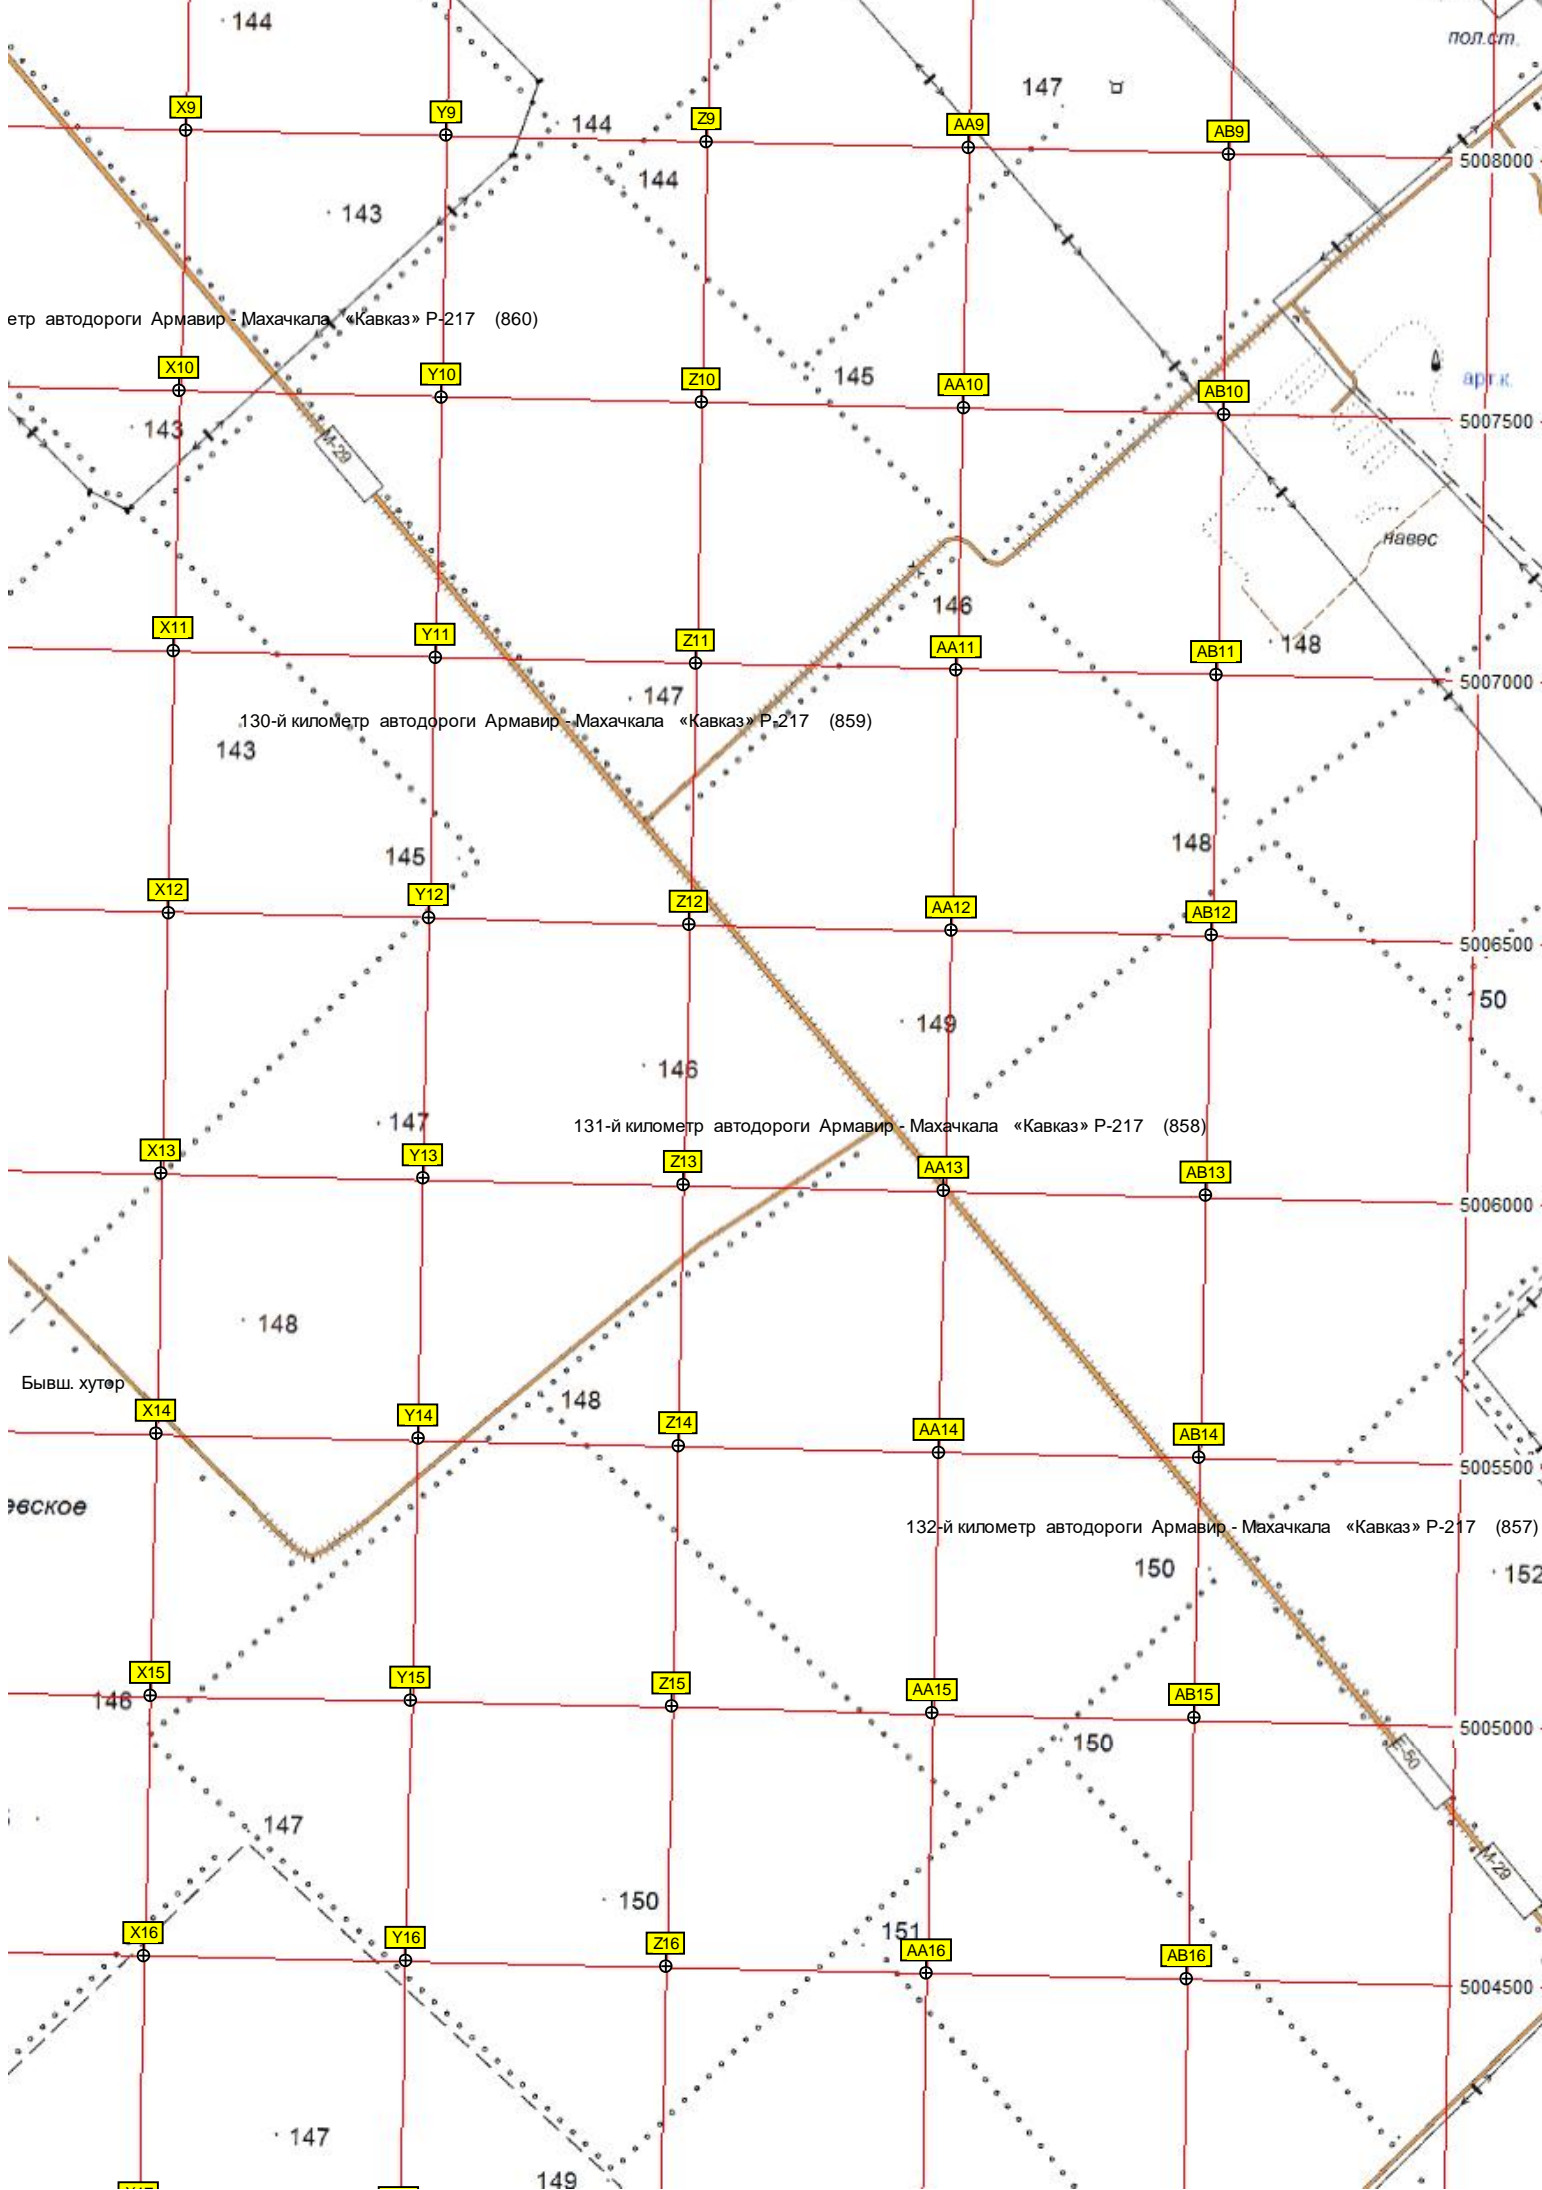 144
пол.ст.
147
X9
Y9
Z9
144
AA9
AB9
5008000
144
143
етр автодороги Армавир - Махачкала «Кавказ» Р-217 (860)
X10
Y10
Z10
145
AA10
AB10
арт.к.
5007500
143
М-29
навес
146
X11
Y11
Z11
AA11
AB11
148
5007000
147
130-й километр автодороги Армавир - Махачкала «Кавказ» Р-217 (859)
143
148
145
X12
Y12
Z12
AA12
AB12
5006500
150
149
146
147
131-й километр автодороги Армавир - Махачкала «Кавказ» Р-217 (858)
X13
Y13
Z13
AA13
AB13
5006000
148
Бывш. хутор
148
X14
Y14
Z14
AA14
AB14
5005500
евское
132-й километр автодороги Армавир - Махачкала «Кавказ» Р-217 (857)
150
152
X15
Y15
Z15
AA15
AB15
146
5005000
150
Е-50
147
М-29
150
151
X16
Y16
Z16
AA16
AB16
5004500
147
149